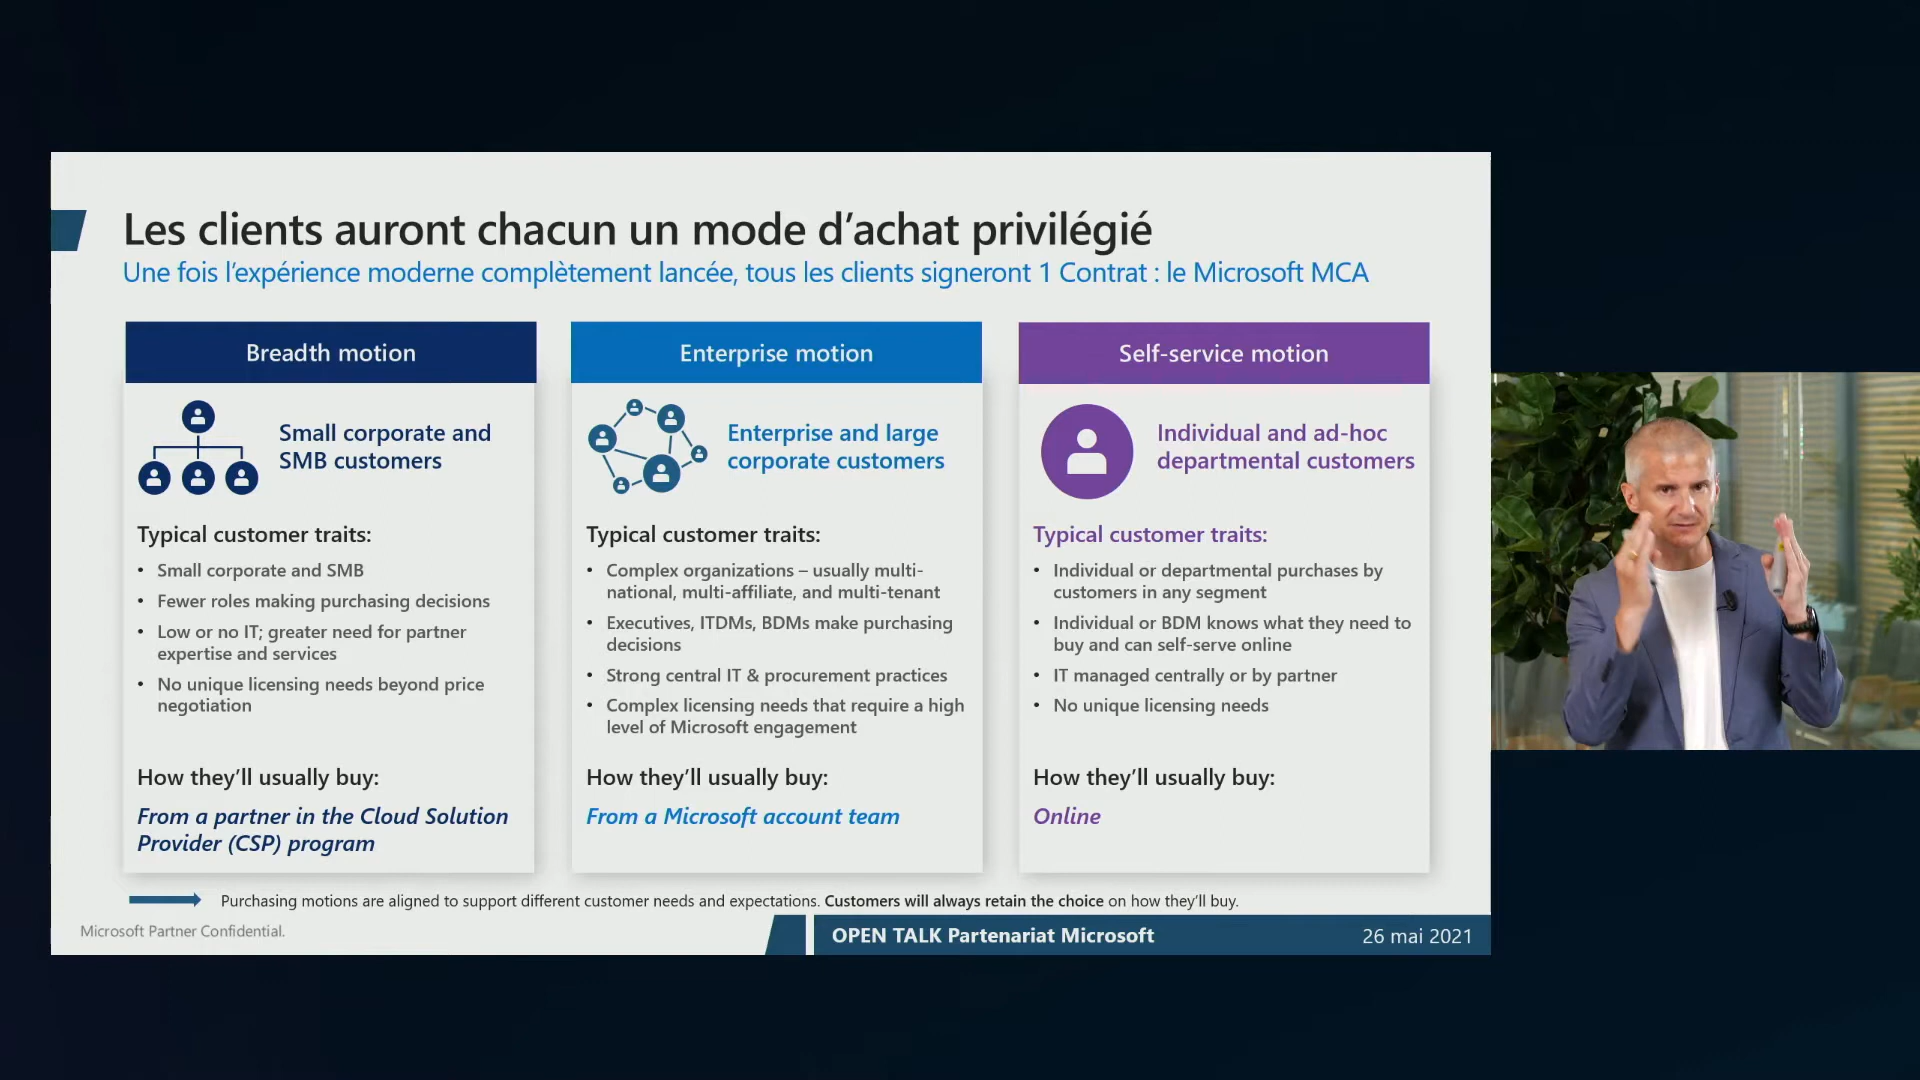 Les clients auront chacun un mode d’achat privilégié
Une fois l’expérience moderne complètement lancée, tous les clients signeront 1 Contrat : le Microsoft MCA
Breadth motion
Small corporate and
SMB customers
Typical customer traits:
• Small corporate and SMB
• Fewer roles making purchasing decisions
• Low or no IT; greater need for partner
expertise and services
• No unique licensing needs beyond price
negotiation
How they’ll usually buy:
From a partner in the Cloud Solution
Provider (CSP) program
Enterprise motion
Enterprise and large
corporate customers
Typical customer traits:
• Complex organizations – usually multi-
national, multi-affiliate, and multi-tenant
• Executives, ITDMs, BDMs make purchasing
decisions
• Strong central IT & procurement practices
• Complex licensing needs that require a high
level of Microsoft engagement
How they’ll usually buy:
From a Microsoft account team
Self-service motion
Individual and ad-hoc
departmental customers
Typical customer traits:
• Individual or departmental purchases by
customers in any segment
• Individual or BDM knows what they need to
buy and can self-serve online
• IT managed centrally or by partner
• No unique licensing needs
How they’ll usually buy:
Online
Purchasing motions are aligned to support different customer needs and expectations. Customers will always retain the choice on how they’ll buy.
Microsoft Partner Confidential.
OPEN TALK Partenariat Microsoft
26 mai 2021